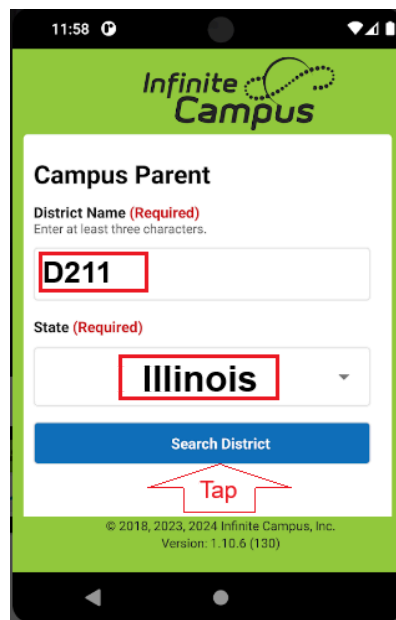 11:58
Infinite
Campus
Campus Parent
District Name (Required)
Enter at least three characters.
D211
State (Required)
Illinois
Search District
Tap
© 2018, 2023, 2024 Infinite Campus, Inc.
Version: 1.10.6 (130)